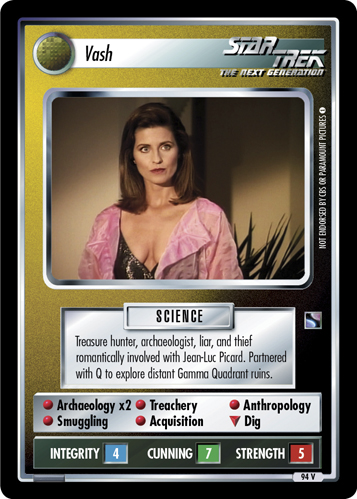 Vash
STAR TREK
THE NEXT GENERATION
NOT ENDORSED BY CBS OR PARAMOUNT PICTURES
SCIENCE
Treasure hunter, archaeologist, liar, and thief
romantically involved with Jean-Luc Picard. Partnered
with Q to explore distant Gamma Quadrant ruins.
Archaeology x2 Treachery Anthropology
Smuggling Acquisition Dig
INTEGRITY 4 CUNNING 7 STRENGTH 5
94 V